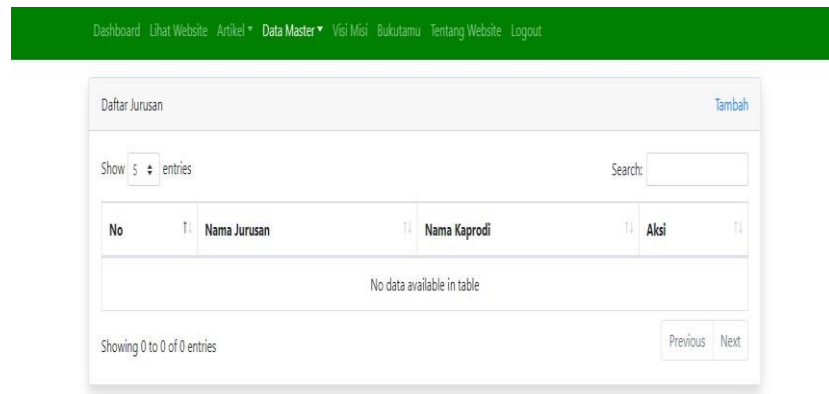 Dashboard Lihat Website Artikel Data Master Visi Misi Bukutamu Tentang Website Logout
Daftar Jurusan Tambah
Show 5 entries Search:
No Nama Jurusan Nama Kaprodi Aksi
No data available in table
Showing 0 to 0 of 0 entries Previous Next